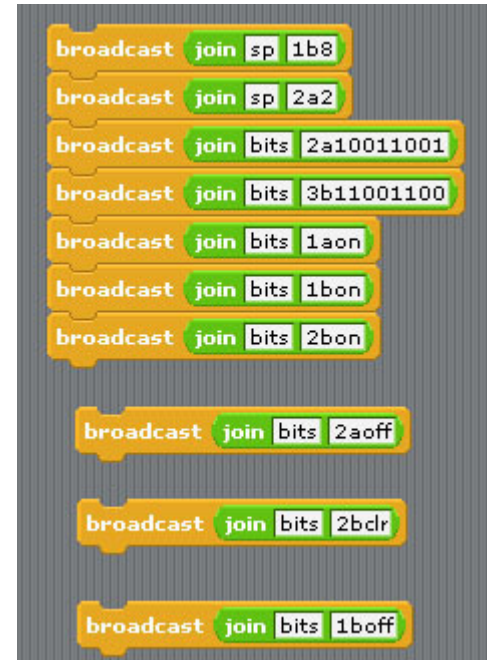 broadcast join sp 1b8
broadcast join sp 2a2
broadcast join bits 2a10011001
broadcast join bits 3b11001100
broadcast join bits 1aon
broadcast join bits 1bon
broadcast join bits 2bon
broadcast join bits 2aoff
broadcast join bits 2bclr
broadcast join bits 1boff